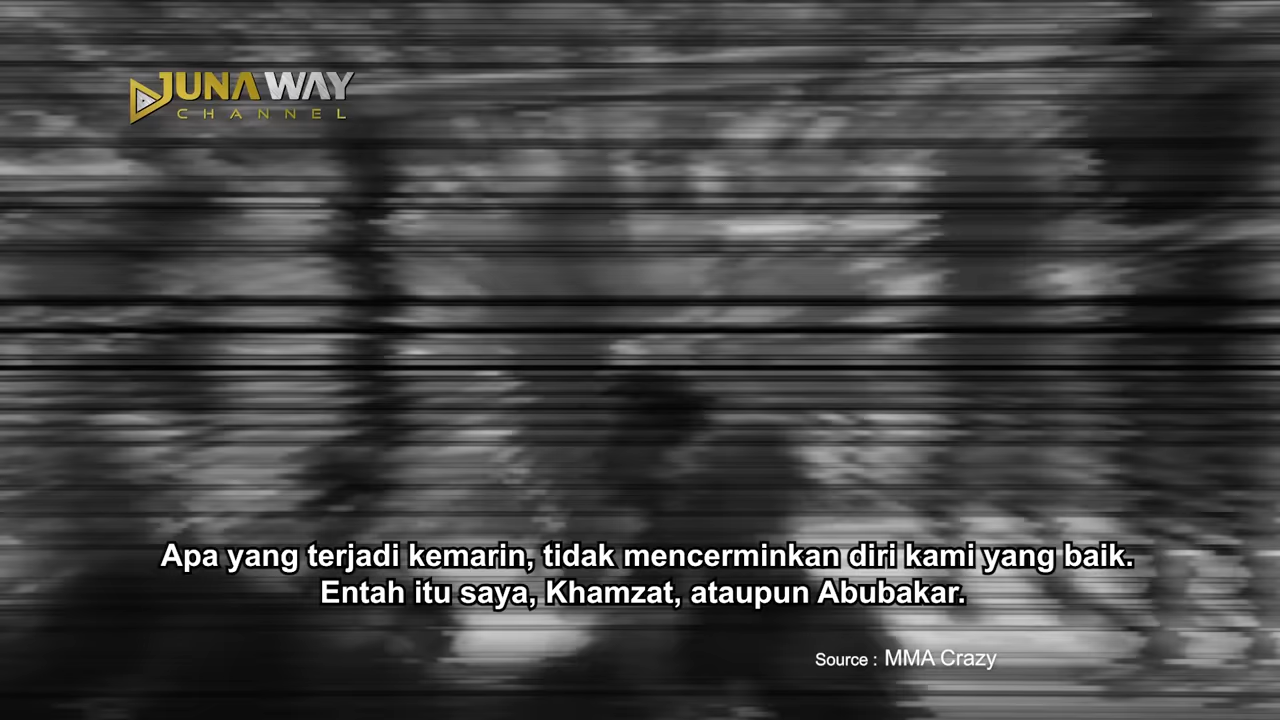 JUNA WAY
CHANNEL
Apa yang terjadi kemarin, tidak mencerminkan diri kami yang baik.
Entah itu saya, Khamzat, ataupun Abubakar.
Source : MMA Crazy